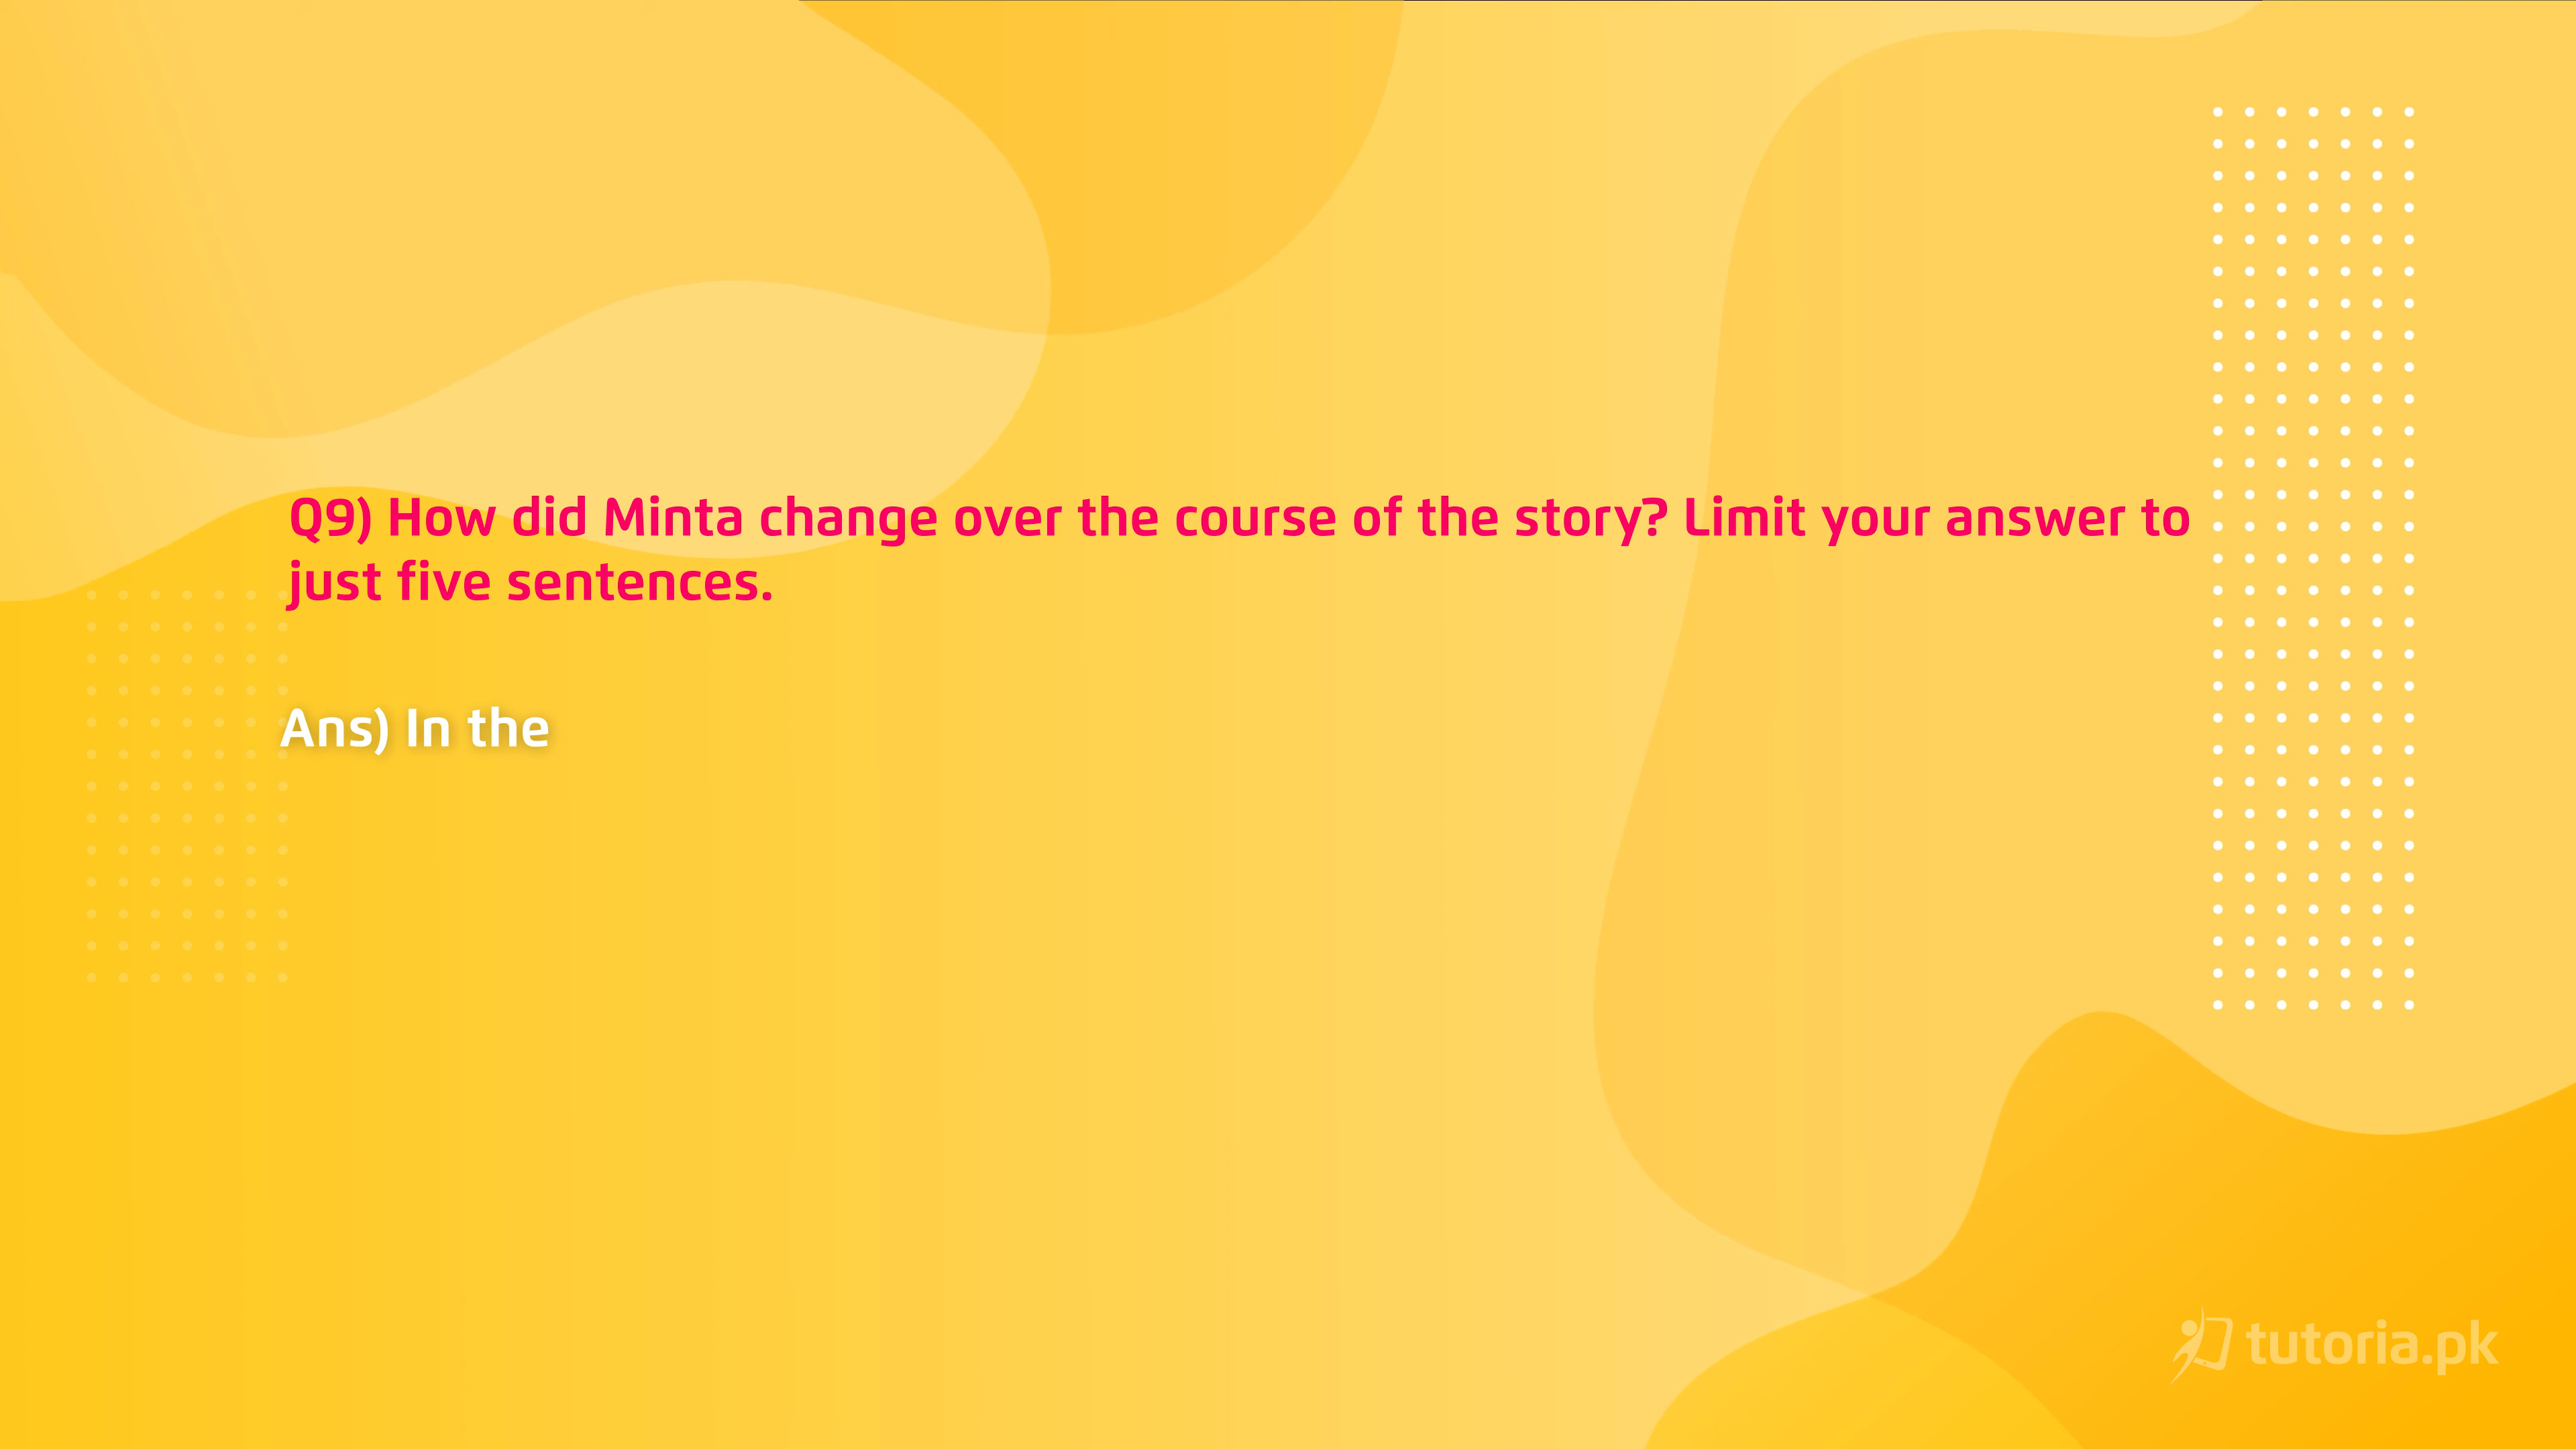 Q9) How did Minta change over the course of the story? Limit your answer to
just five sentences.
Ans) In the
tutoria.pk